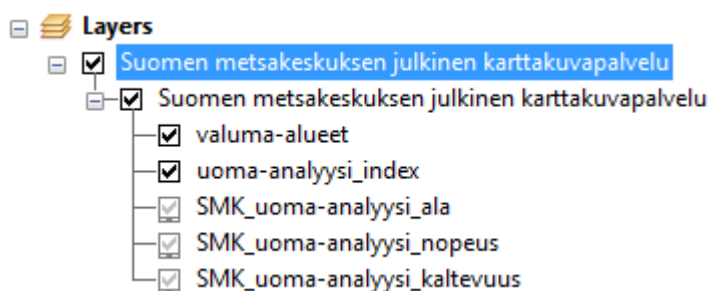 Layers
Suomen metsakeskuksen julkinen karttakuvapalvelu
Suomen metsakeskuksen julkinen karttakuvapalvelu
valuma-alueet
uoma-analyysi_index
SMK_uoma-analyysi_ala
SMK_uoma-analyysi_nopeus
SMK_uoma-analyysi_kaltevuus